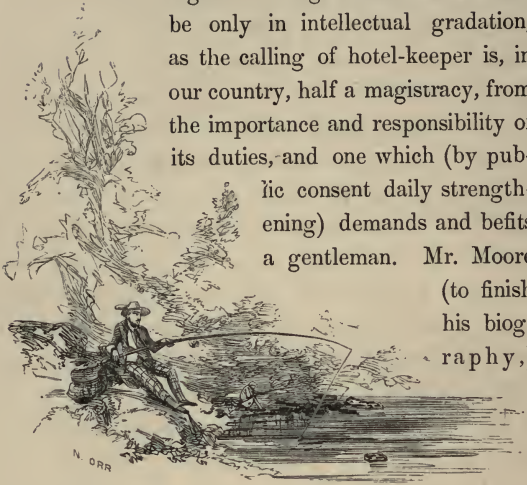 be only in intellectual gradation,
as the calling of hotel-keeper is, in
our country, half a magistracy, from
the importance and responsibility of
its duties, and one which (by pub-
lic consent daily strength-
ening) demands and befits
a gentleman. Mr. Moore
(to finish
his biog-
raphy,
N. ORR